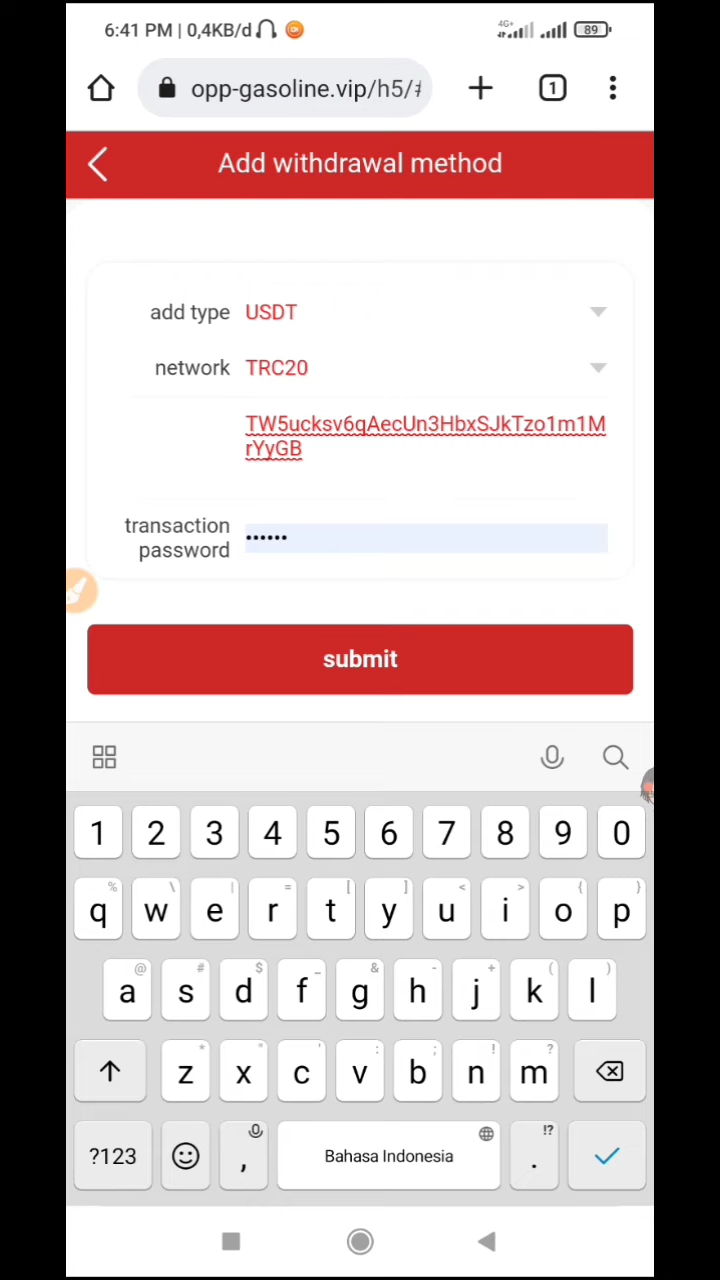 6:41 PM | 0,4KB/d 4G+ 89
opp-gasoline.vip/h5/# 1
Add withdrawal method
add type USDT
network TRC20
TW5ucksv6qAecUn3HbxSJkTzo1m1M
rYyGB
transaction
password ••••••
submit
1 2 3 4 5 6 7 8 9 0
% \ | = [ ] < > { }
q w e r t y u i o p
@ # $ _ & - + ( )
a s d f g h j k l
* " ' : ; ! ?
z x c v b n m
!?
?123 , Bahasa Indonesia .